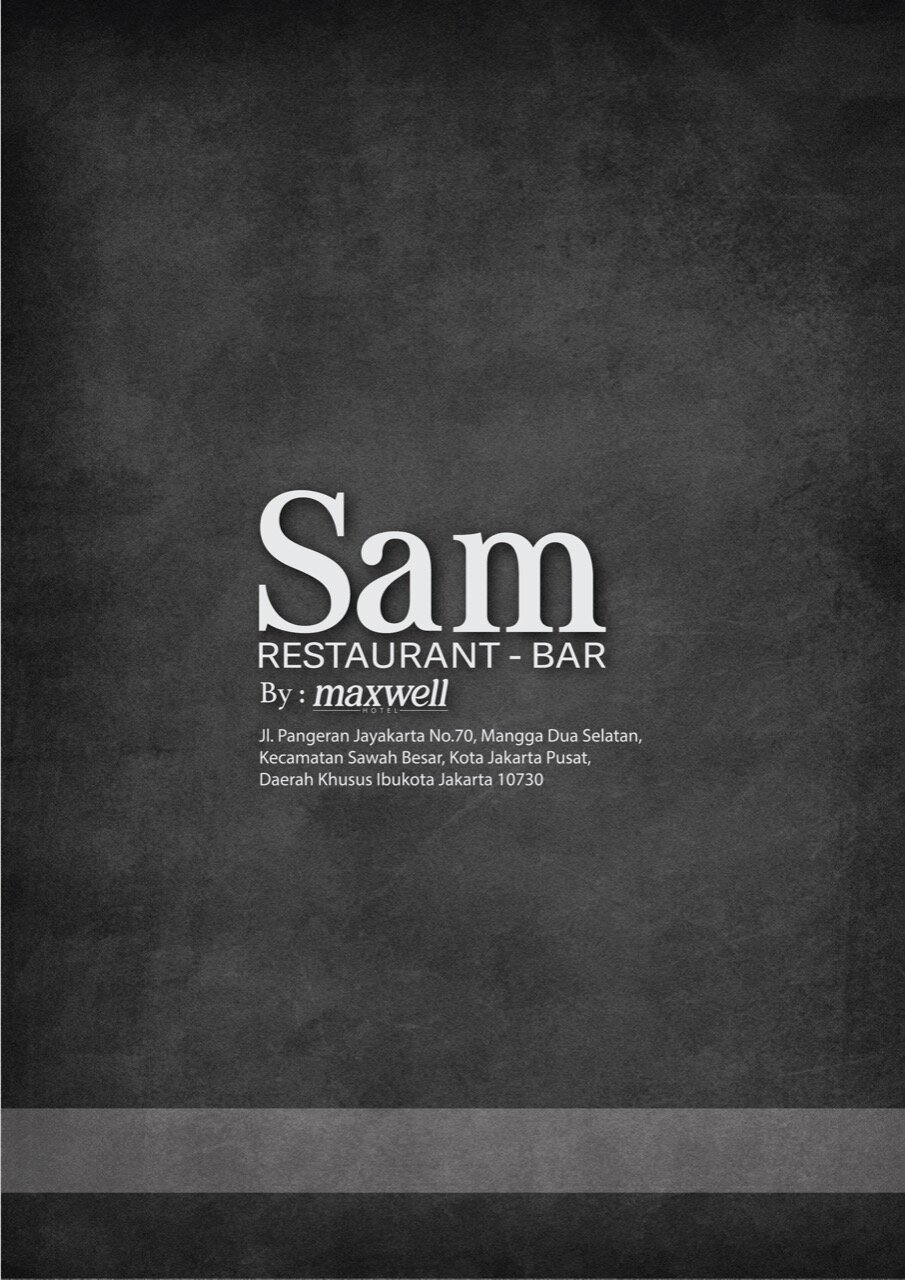 Sam
RESTAURANT - BAR
By : maxwell
HOTEL
Jl. Pangeran Jayakarta No.70, Mangga Dua Selatan,
Kecamatan Sawah Besar, Kota Jakarta Pusat,
Daerah Khusus Ibukota Jakarta 10730